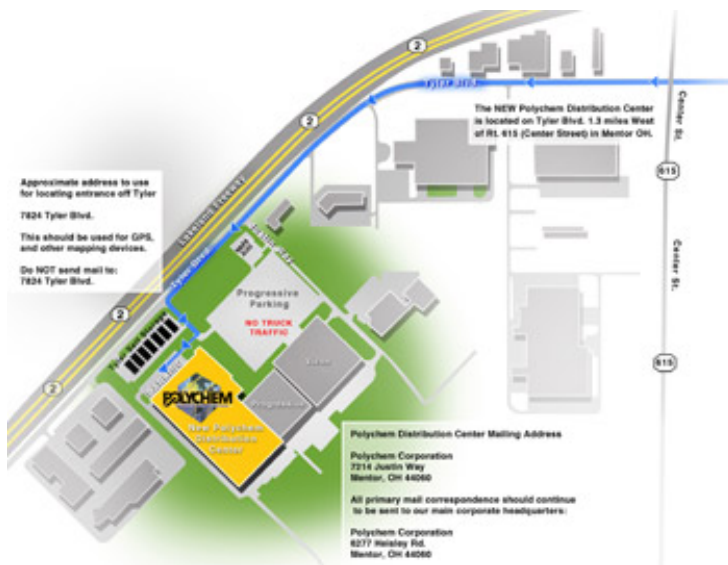 2
Tyler Blvd.
The NEW Polychem Distribution Center
is located on Tyler Blvd. 1.3 miles West
of Rt. 615 (Center Street) in Mentor OH.
Center St.
2
615
Approximate address to use
for locating entrance off Tyler
7824 Tyler Blvd.
This should be used for GPS,
and other mapping devices.
Do NOT send mail to:
7824 Tyler Blvd.
Lakeland Freeway
Justin Way
Tyler Blvd.
Center St.
Progressive
Parking
NO TRUCK
TRAFFIC
2
615
2
POLYCHEM
New Polychem
Distribution
Center
Progressive
Polychem Distribution Center Mailing Address
Polychem Corporation
7214 Justin Way
Mentor, OH 44060
All primary mail correspondence should continue
to be sent to our main corporate headquarters:
Polychem Corporation
6277 Heisley Rd.
Mentor, OH 44060